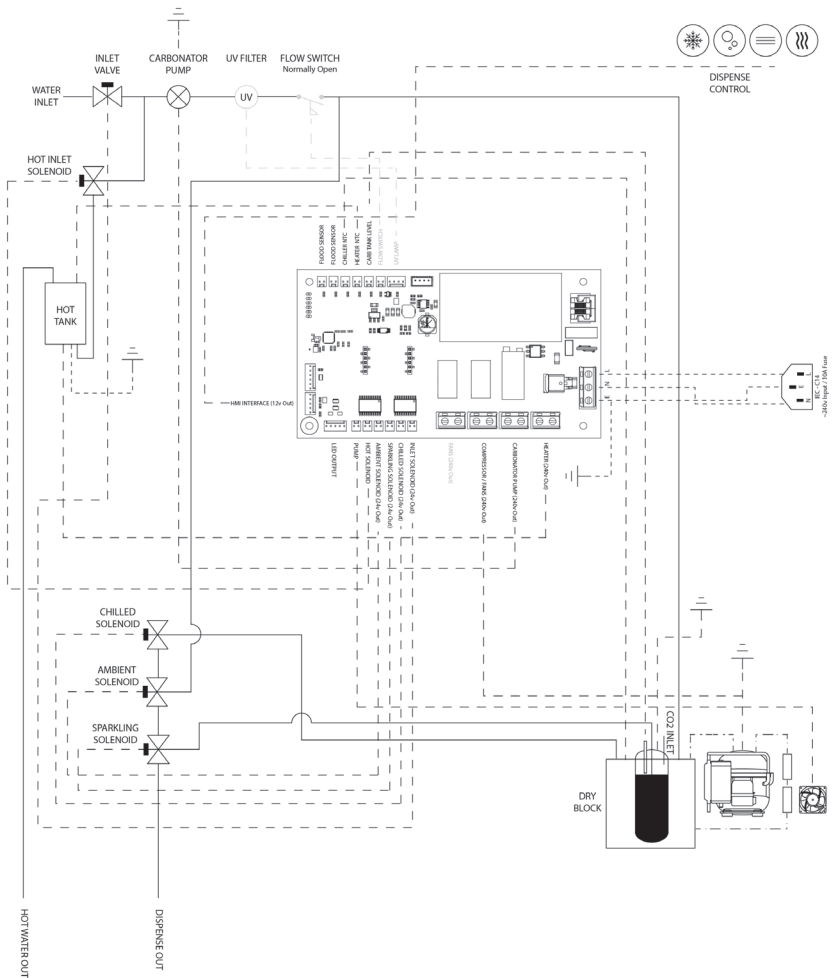 INLET
VALVE
CARBONATOR
PUMP
UV FILTER
FLOW SWITCH
Normally Open
DISPENSE
CONTROL
WATER
INLET
UV
HOT INLET
SOLENOID
FLOOD SENSOR
FLOOD SENSOR
CHILLER NTC
HEATER NTC
CARB TANK LEVEL
FLOW SWITCH
UV LAMP
HOT
TANK
L
N
E
L
E
N
IEC - C14
~240v Input / 10A Fuse
HMI INTERFACE (12v Out)
LED OUTPUT
PUMP
HOT SOLENOID
AMBIENT SOLENOID (24v Out)
SPARKLING SOLENOID (24v Out)
CHILLED SOLENOID (24v Out)
INLET SOLENOID (24v Out)
FANS (240v Out)
COMPRESSOR / FANS (240v Out)
CARBONATOR PUMP (240v Out)
HEATER (240v Out)
CHILLED
SOLENOID
AMBIENT
SOLENOID
SPARKLING
SOLENOID
CO2 INLET
DRY
BLOCK
HOT WATER OUT
DISPENSE OUT